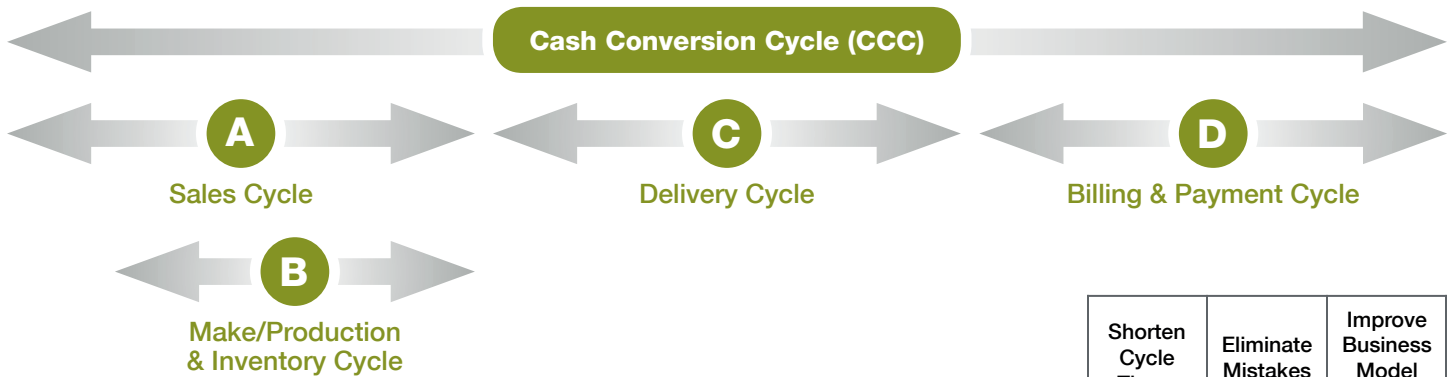 Cash Conversion Cycle (CCC)
A
C
D
Sales Cycle
Delivery Cycle
Billing & Payment Cycle
B
Make/Production
& Inventory Cycle
Shorten
Cycle
Eliminate
Mistakes
Improve
Business
Model